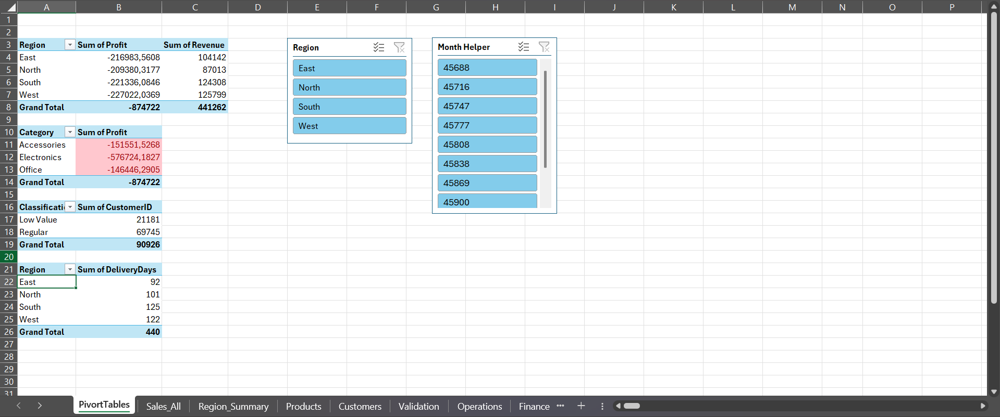 A B C D E F G H I J K L M N O P
1
2
3 Region Sum of Profit Sum of Revenue
4 East -216983,5608 104142
5 North -209380,3177 87013
6 South -221336,0846 124308
7 West -227022,0369 125799
8 Grand Total -874722 441262
9
10 Category Sum of Profit
11 Accessories -151551,5268
12 Electronics -576724,1827
13 Office -146446,2905
14 Grand Total -874722
15
16 Classificati Sum of CustomerID
17 Low Value 21181
18 Regular 69745
19 Grand Total 90926
20
21 Region Sum of DeliveryDays
22 East 92
23 North 101
24 South 125
25 West 122
26 Grand Total 440
27
28
29
30
31
Region
East
North
South
West
Month Helper
45688
45716
45747
45777
45808
45838
45869
45900
PivortTables Sales_All Region_Summary Products Customers Validation Operations Finance